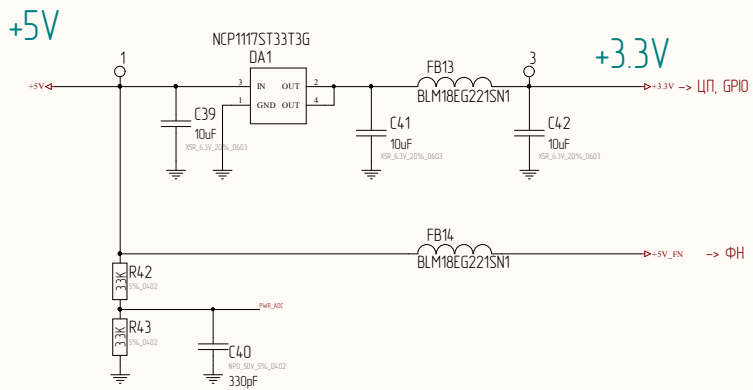 +5V
NCP1117ST33T3G
DA1
1
3
+3.3V
FB13
+5V
3 IN OUT 2
1 GND OUT 4
BLM18EG221SN1
+3.3V -> ЦП, GPIO
C39
10uF
X5R_6.3V_20%_0603
C41
10uF
X5R_6.3V_20%_0603
C42
10uF
X5R_6.3V_20%_0603
FB14
BLM18EG221SN1
+5V_FN -> ФН
R42
3.3K
5%_0402
PWR_ADC
R43
3.3K
5%_0402
C40
NPO_50V_5%_0402
330pF